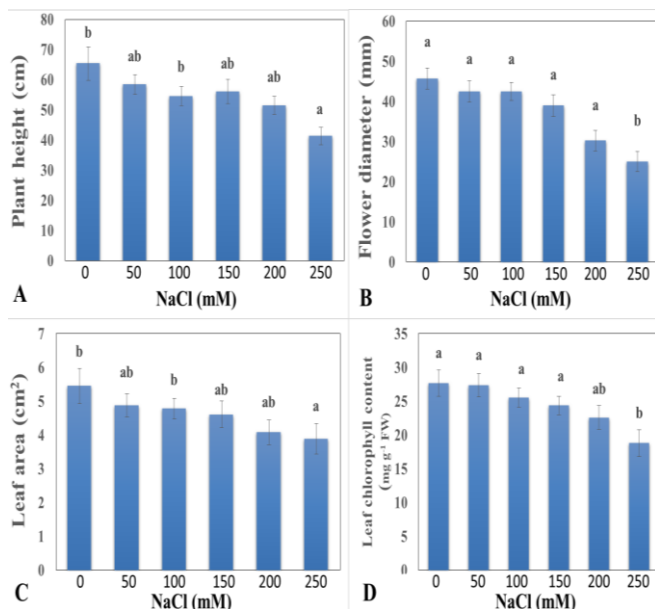 80
70
60
50
40
30
20
10
0
Plant height (cm)
b
ab
b
ab
ab
a
0 50 100 150 200 250
NaCl (mM)
A
60
50
40
30
20
10
0
Flower diameter (mm)
a
a
a
a
a
b
0 50 100 150 200 250
NaCl (mM)
B
7
6
5
4
3
2
1
0
Leaf area (cm²)
b
ab
b
ab
ab
a
0 50 100 150 200 250
NaCl (mM)
C
35
30
25
20
15
10
5
0
Leaf chlorophyll content
(mg g⁻¹ FW)
a
a
a
a
ab
b
0 50 100 150 200 250
NaCl (mM)
D